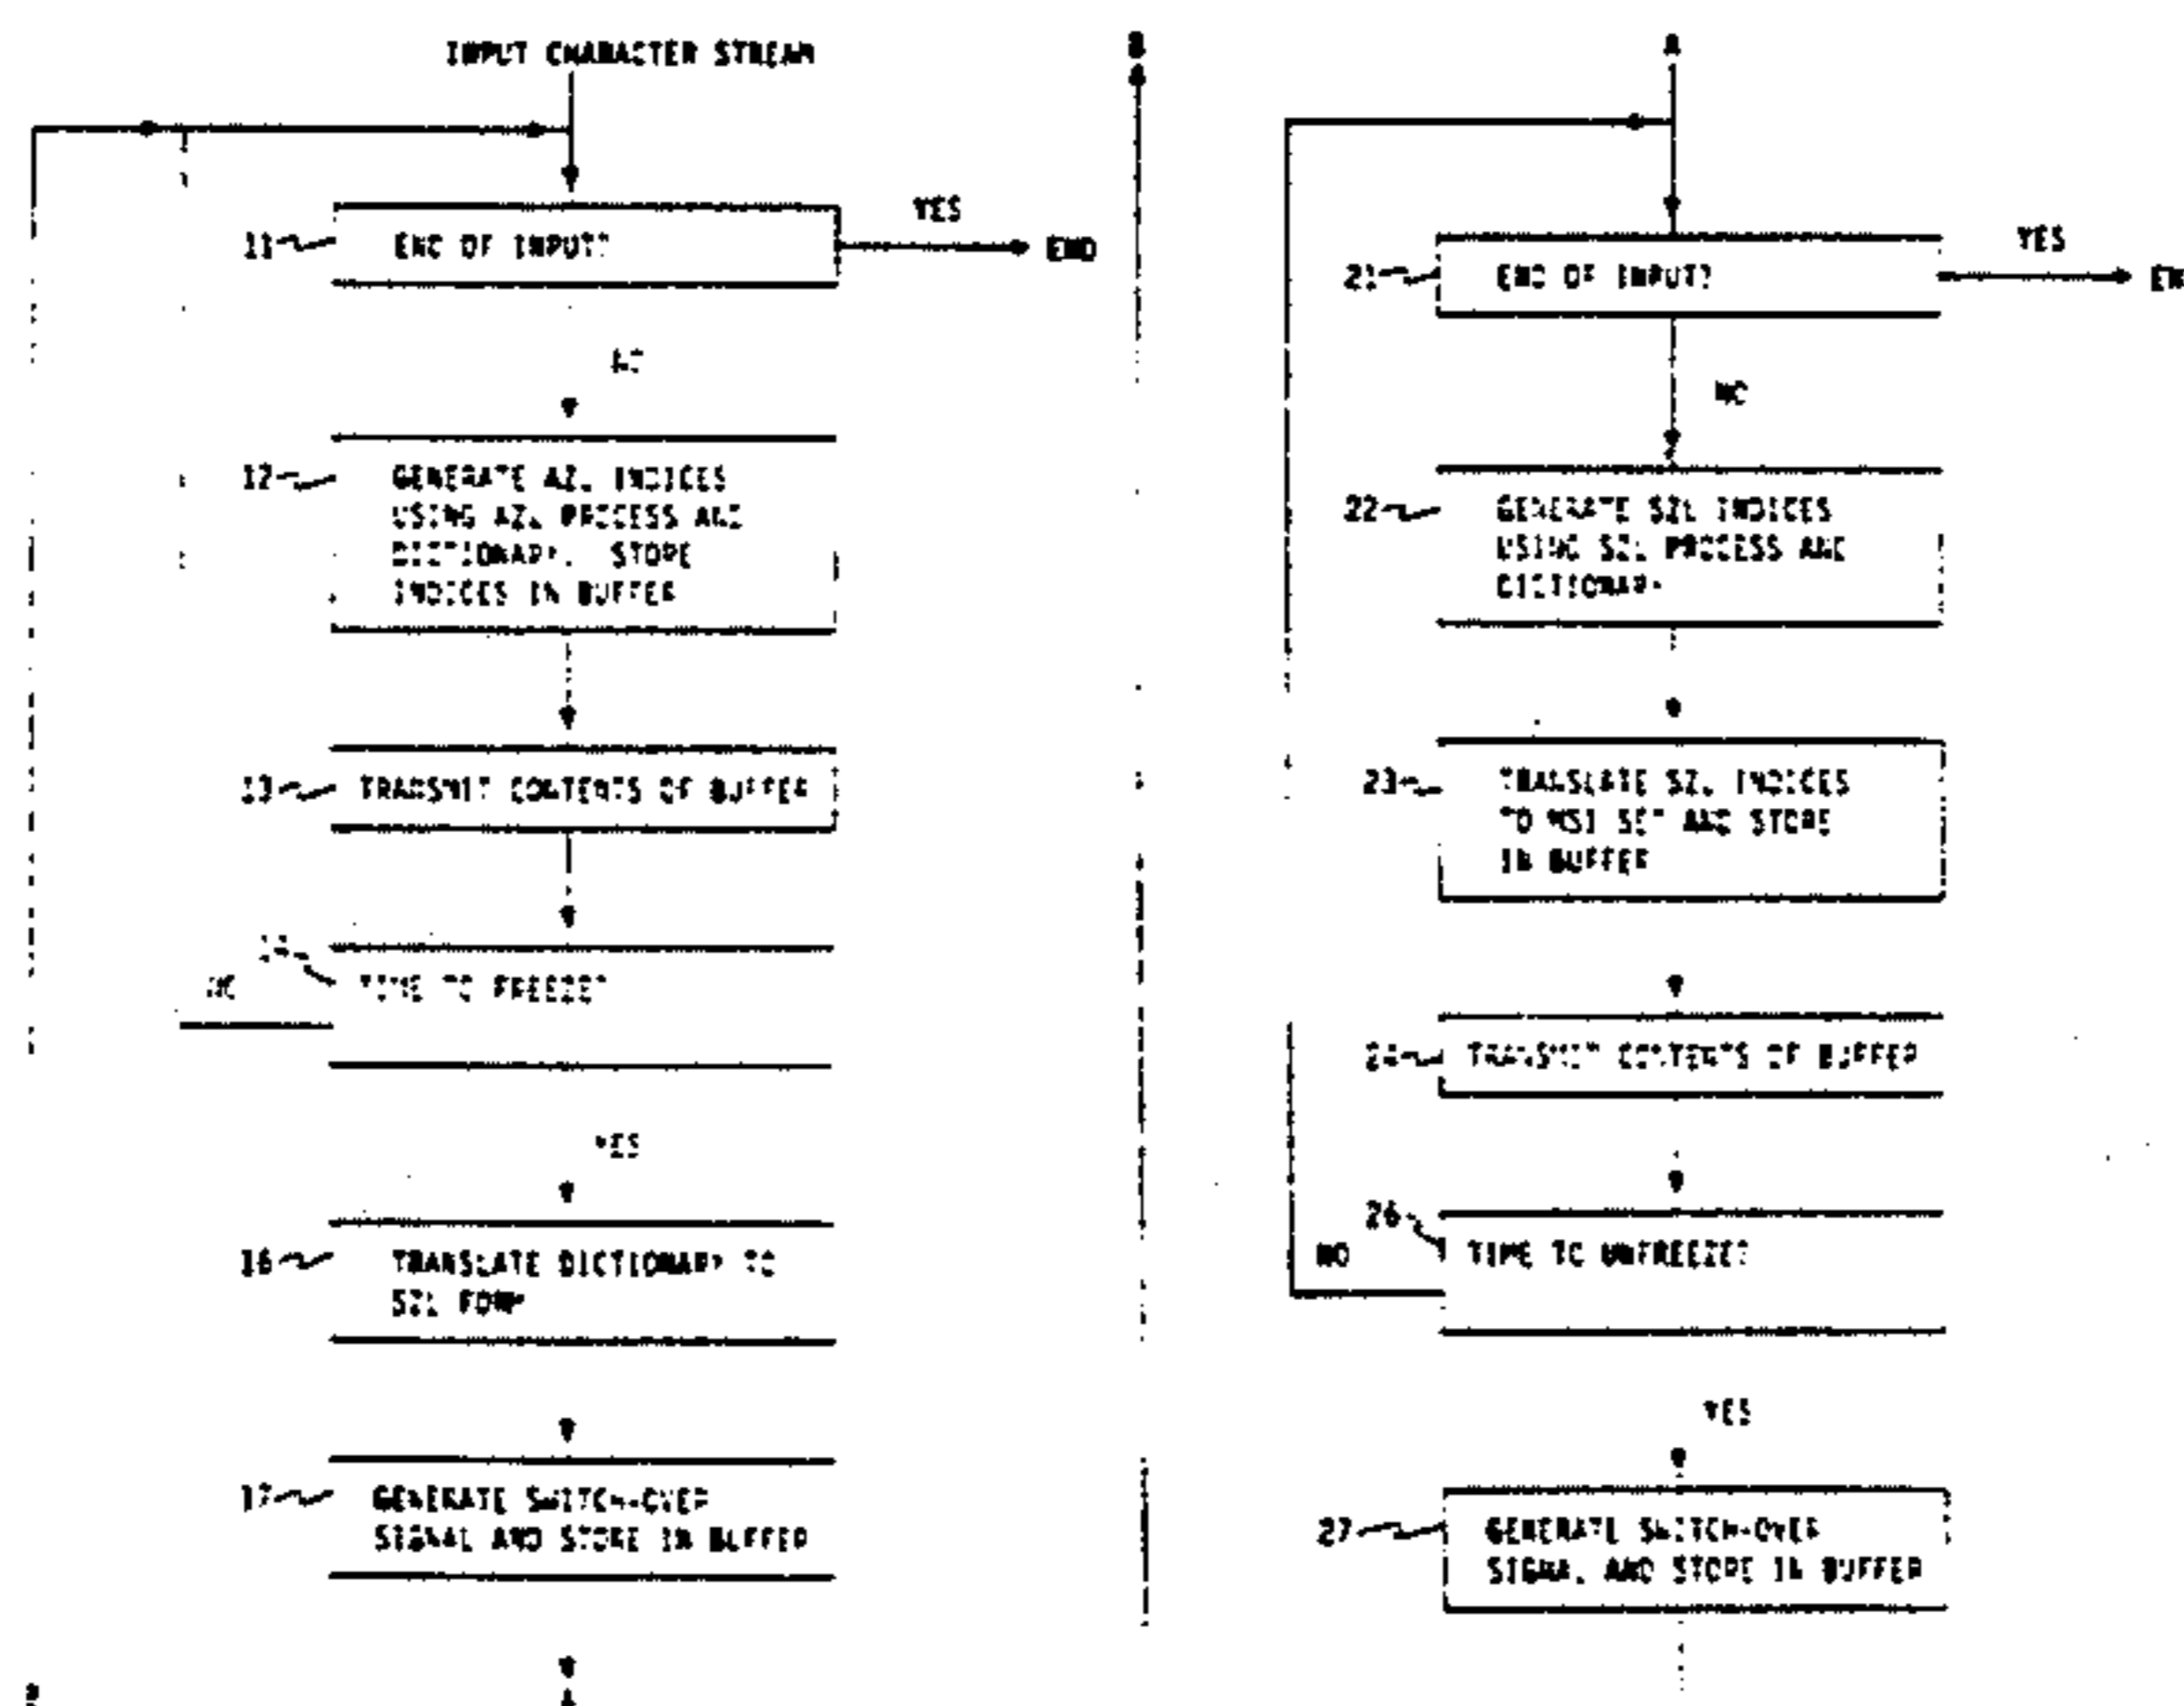 INPUT CHARACTER STREAM
11
END OF INPUT?
YES
END
NO
12
GENERATE AZL INDICES
USING AZL PROCESS AND
DICTIONARY. STORE
INDICES IN BUFFER
13
TRANSMIT CONTENTS OF BUFFER
NO
TIME TO FREEZE?
YES
16
TRANSLATE DICTIONARY TO
SZL FORM
17
GENERATE SWITCH-OVER
SIGNAL AND STORE IN BUFFER
A
B
B
A
21
END OF INPUT?
YES
NO
22
GENERATE SZL INDICES
USING SZL PROCESS AND
DICTIONARY
23
TRANSLATE SZL INDICES
TO MSI SET AND STORE
IN BUFFER
24
TRANSMIT CONTENTS OF BUFFER
26
NO
TIME TO UNFREEZE?
YES
27
GENERATE SWITCH-OVER
SIGNAL AND STORE IN BUFFER